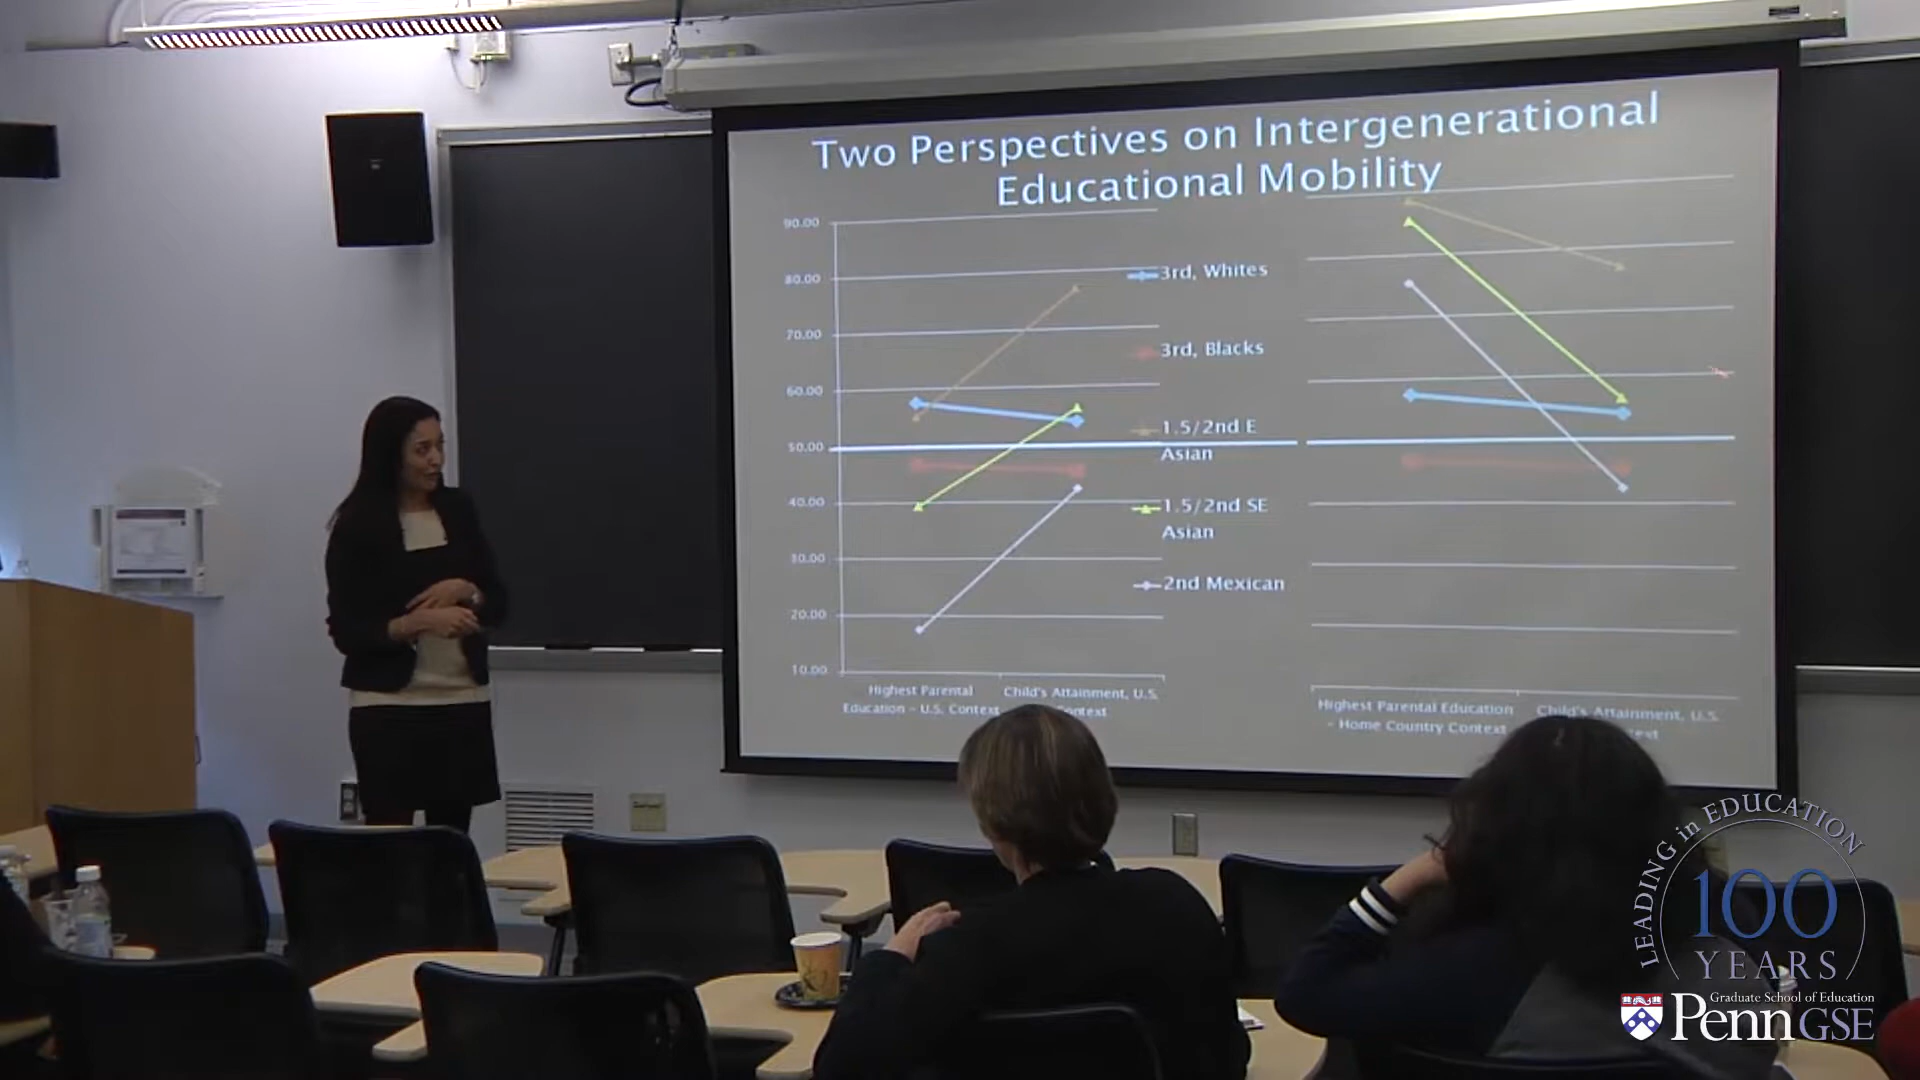 Two Perspectives on Intergenerational
Educational Mobility
90.00
80.00
70.00
60.00
50.00
40.00
30.00
20.00
10.00
3rd, Whites
3rd, Blacks
1.5/2nd E
Asian
1.5/2nd SE
Asian
2nd Mexican
Highest Parental
Education - U.S. Context
Child's Attainment, U.S.
Context
Highest Parental Education
- Home Country Context
Child's Attainment, U.S.
LEADING in EDUCATION
100
YEARS
Graduate School of Education
PennGSE